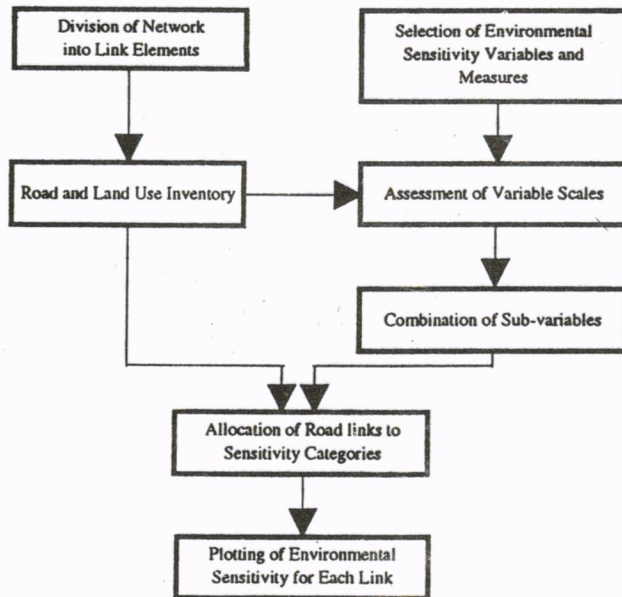 Division of Network
into Link Elements
Selection of Environmental
Sensitivity Variables and
Measures
Road and Land Use Inventory
Assessment of Variable Scales
Combination of Sub-variables
Allocation of Road links to
Sensitivity Categories
Plotting of Environmental
Sensitivity for Each Link